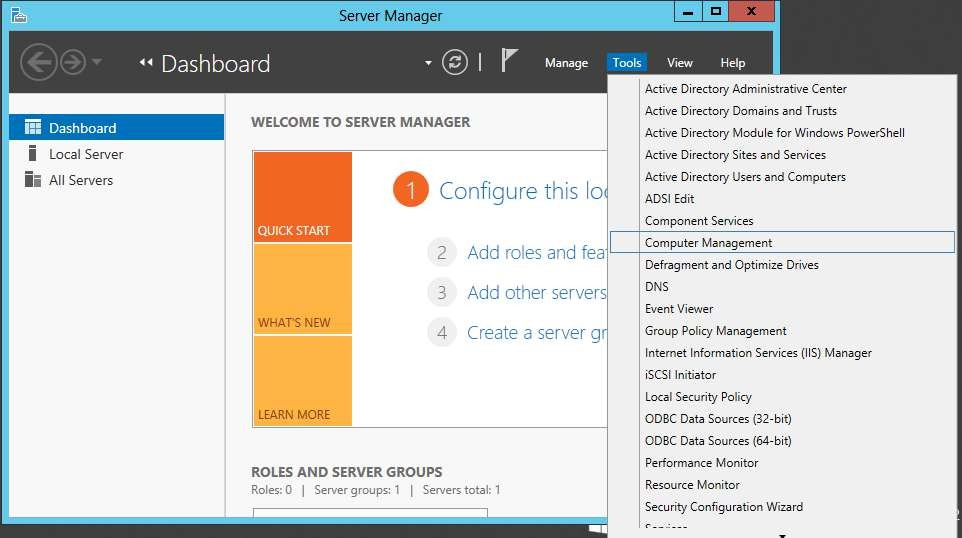 Server Manager
Dashboard
Manage Tools View Help
Dashboard
Local Server
All Servers
WELCOME TO SERVER MANAGER
QUICK START
WHAT'S NEW
LEARN MORE
1 Configure this lo
2 Add roles and fea
3 Add other servers
4 Create a server gr
ROLES AND SERVER GROUPS
Roles: 0 | Server groups: 1 | Servers total: 1
Active Directory Administrative Center
Active Directory Domains and Trusts
Active Directory Module for Windows PowerShell
Active Directory Sites and Services
Active Directory Users and Computers
ADSI Edit
Component Services
Computer Management
Defragment and Optimize Drives
DNS
Event Viewer
Group Policy Management
Internet Information Services (IIS) Manager
iSCSI Initiator
Local Security Policy
ODBC Data Sources (32-bit)
ODBC Data Sources (64-bit)
Performance Monitor
Resource Monitor
Security Configuration Wizard
Services
2